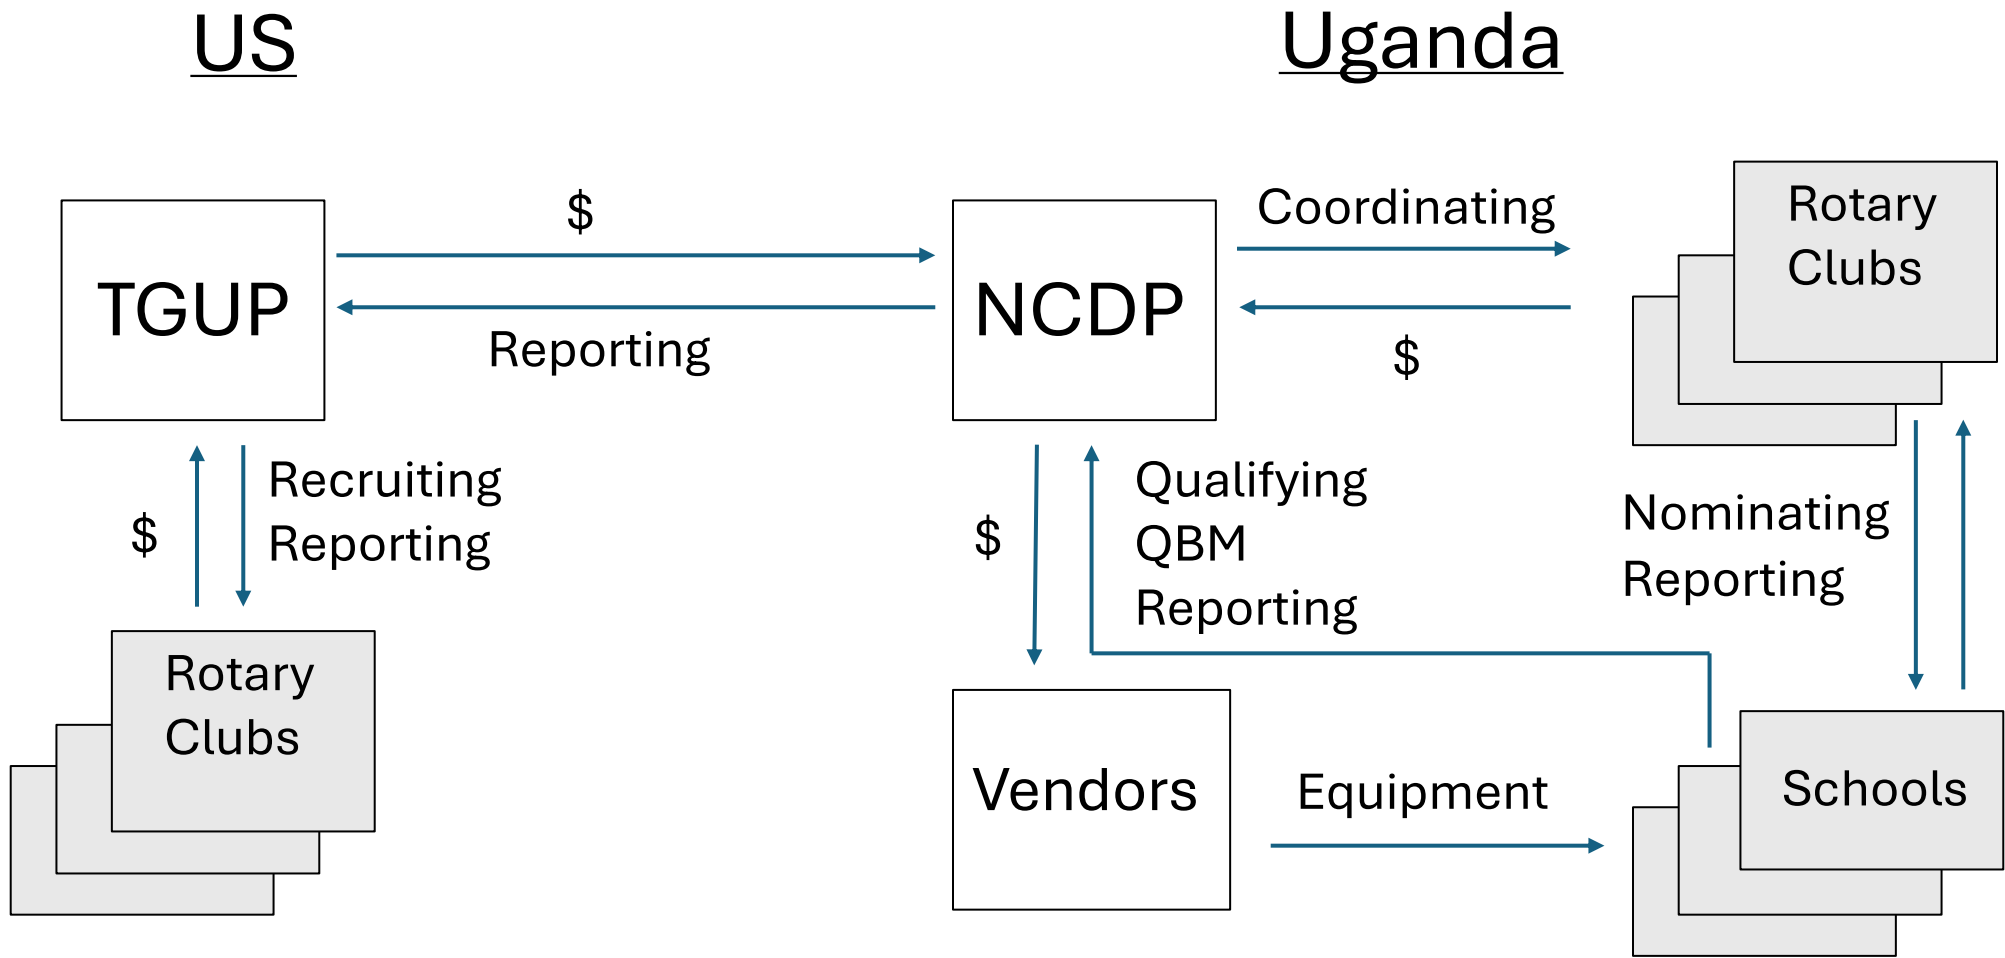 US
Uganda
$
Coordinating
Rotary
Clubs
TGUP
NCDP
Reporting
$
Recruiting
Reporting
$
$
Qualifying
QBM
Reporting
Nominating
Reporting
Rotary
Clubs
Vendors
Equipment
Schools